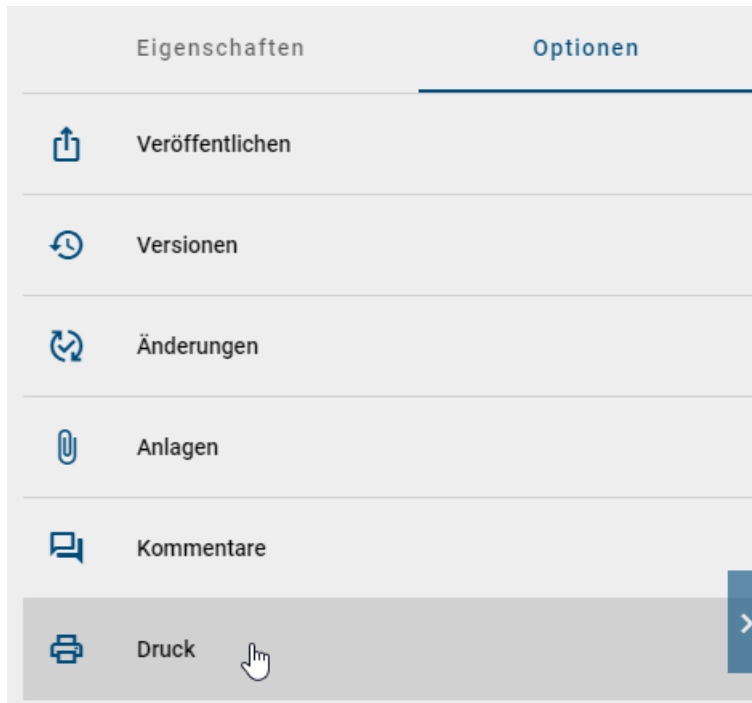 Eigenschaften Optionen
Veröffentlichen
Versionen
Änderungen
Anlagen
Kommentare
Druck